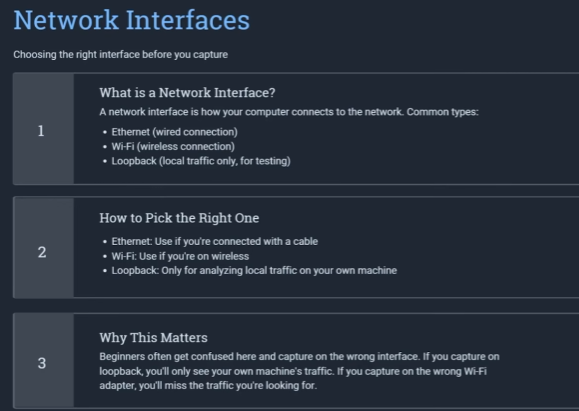 Network Interfaces
Choosing the right interface before you capture
1
What is a Network Interface?
A network interface is how your computer connects to the network. Common types:
• Ethernet (wired connection)
• Wi-Fi (wireless connection)
• Loopback (local traffic only, for testing)
2
How to Pick the Right One
• Ethernet: Use if you're connected with a cable
• Wi-Fi: Use if you're on wireless
• Loopback: Only for analyzing local traffic on your own machine
3
Why This Matters
Beginners often get confused here and capture on the wrong interface. If you capture on
loopback, you'll only see your own machine's traffic. If you capture on the wrong Wi-Fi
adapter, you'll miss the traffic you're looking for.